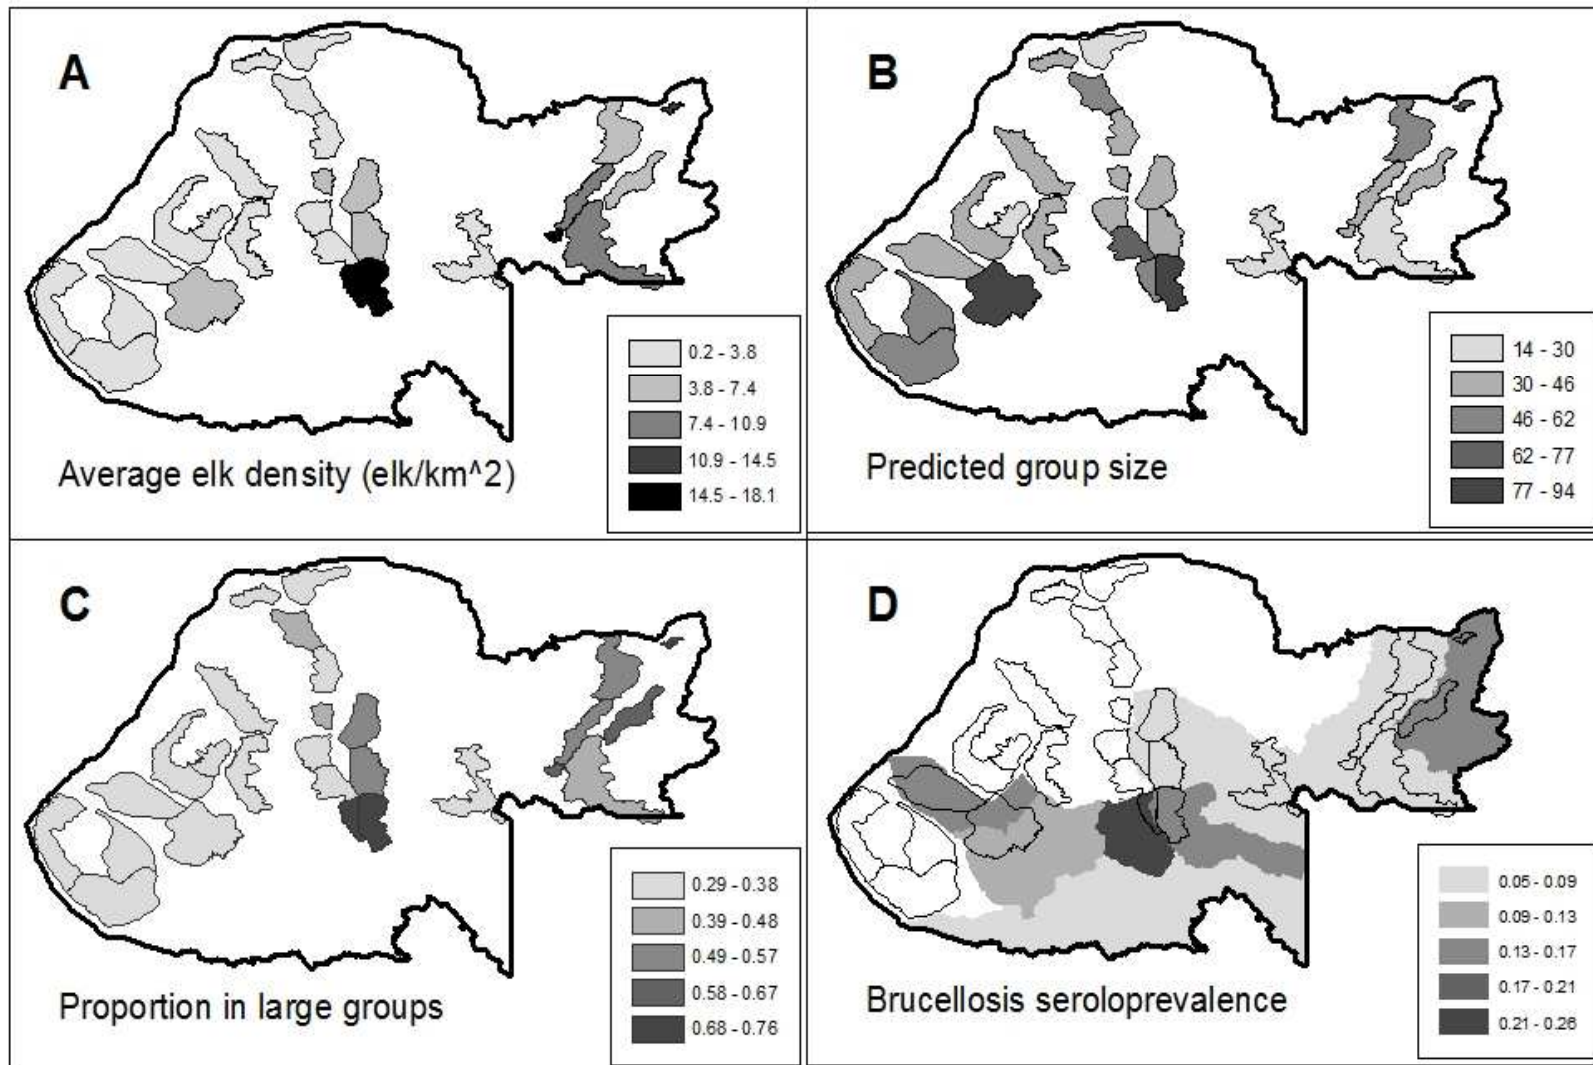 A
0.2 - 3.8
3.8 - 7.4
7.4 - 10.9
10.9 - 14.5
14.5 - 18.1
Average elk density (elk/km^2)
B
14 - 30
30 - 46
46 - 62
62 - 77
77 - 94
Predicted group size
C
0.29 - 0.38
0.39 - 0.48
0.49 - 0.57
0.58 - 0.67
0.68 - 0.76
Proportion in large groups
D
0.05 - 0.09
0.09 - 0.13
0.13 - 0.17
0.17 - 0.21
0.21 - 0.26
Brucellosis seroloprevalence